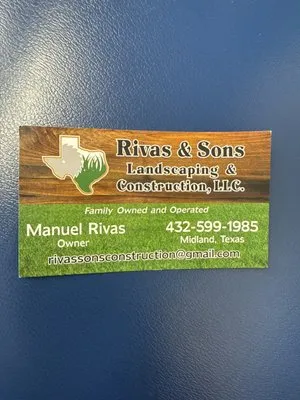 Rivas & Sons
Landscaping &
Construction, LLC.
Family Owned and Operated
Manuel Rivas
Owner
432-599-1985
Midland, Texas
rivassonsconstruction@gmail.com